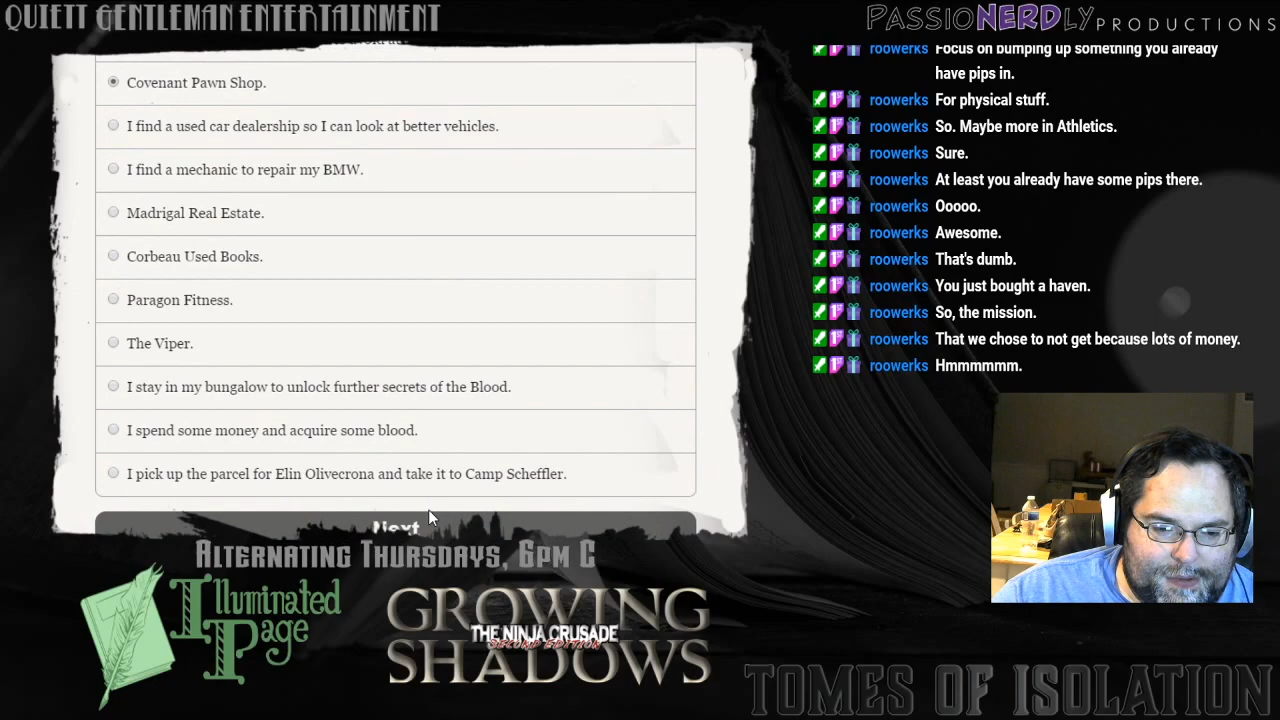 QUIETT GENTLEMAN ENTERTAINMENT
PASSIONERDLY PRODUCTIONS
Covenant Pawn Shop.
I find a used car dealership so I can look at better vehicles.
I find a mechanic to repair my BMW.
Madrigal Real Estate.
Corbeau Used Books.
Paragon Fitness.
The Viper.
I stay in my bungalow to unlock further secrets of the Blood.
I spend some money and acquire some blood.
I pick up the parcel for Elin Olivecrona and take it to Camp Scheffler.
Next
roowerks Focus on bumping up something you already
have pips in.
roowerks For physical stuff.
roowerks So. Maybe more in Athletics.
roowerks Sure.
roowerks At least you already have some pips there.
roowerks Ooooo.
roowerks Awesome.
roowerks That's dumb.
roowerks You just bought a haven.
roowerks So, the mission.
roowerks That we chose to not get because lots of money.
roowerks Hmmmmmm.
ALTERNATING THURSDAYS, 6PM C
ILLUMINATED
PAGE
GROWING
THE NINJA CRUSADE
SECOND EDITION
SHADOWS
TOMES OF ISOLATION